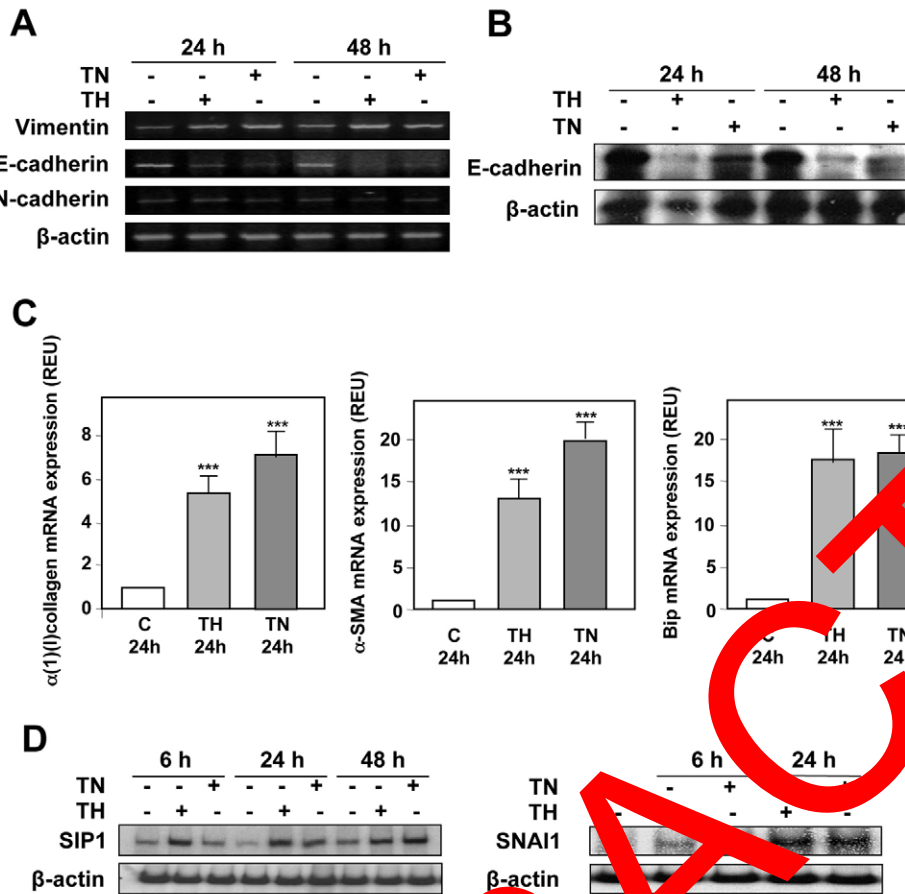 A
24 h 48 h
TN - - + - - +
TH - + - - + -
Vimentin
E-cadherin
N-cadherin
β-actin
B
24 h 48 h
TH - + - - + -
TN - - + - - +
E-cadherin
β-actin
C
α(1)(I)collagen mRNA expression (REU)
8
6
4
2
0
*** ***
C TH TN
24h 24h 24h
α-SMA mRNA expression (REU)
20
15
10
5
0
*** ***
C TH TN
24h 24h 24h
Bip mRNA expression (REU)
20
15
10
5
0
*** ***
C TH TN
24h 24h 24h
D
6 h 24 h 48 h
TN - - + - - + - - +
TH - + - - + - - + -
SIP1
β-actin
6 h 24 h
TN - + - +
TH - - + -
SNAI1
β-actin